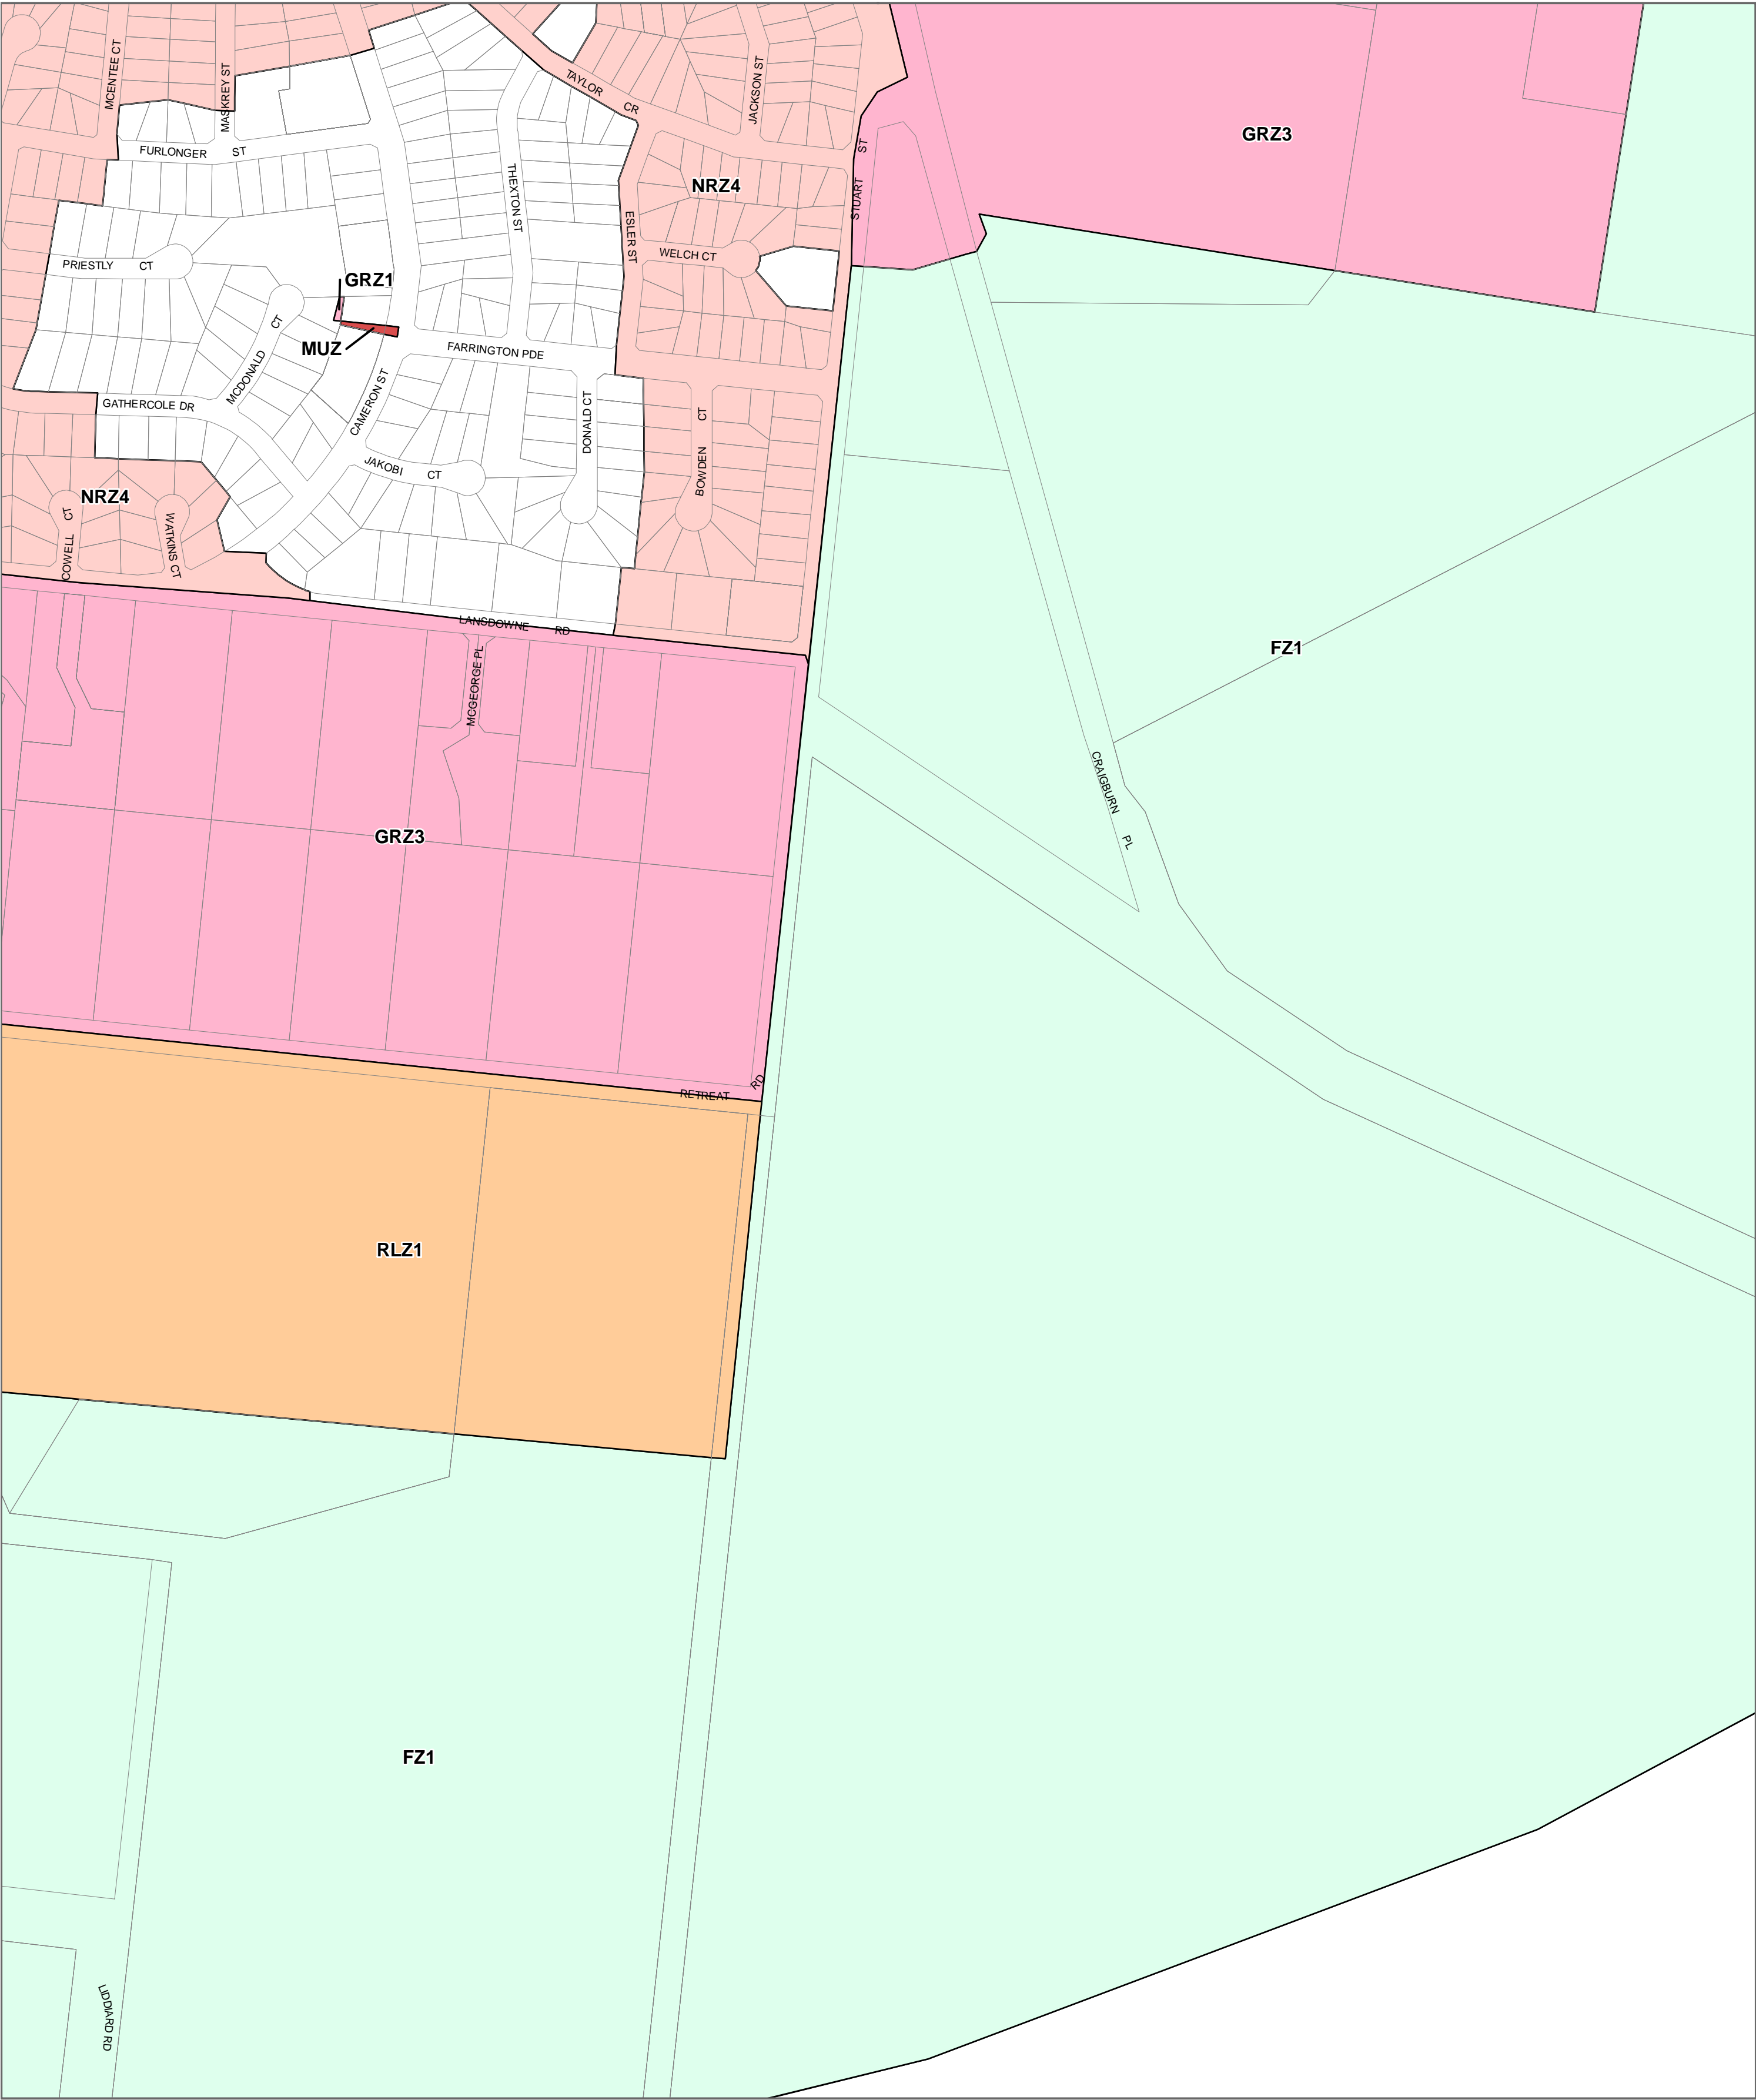 MCENTEE CT
MASKREY ST
TAYLOR CR
JACKSON ST
GRZ3
FURLONGER ST
STUART ST
NRZ4
THEXTON ST
ESLER ST
WELCH CT
PRIESTLY CT
GRZ1
MCDONALD CT
MUZ
FARRINGTON PDE
GATHERCOLE DR
CAMERON ST
DONALD CT
BOWDEN CT
JAKOBI CT
NRZ4
COWELL CT
WATKINS CT
LANSDOWNE RD
FZ1
MCGEORGE PL
CRAIGBURN PL
GRZ3
RETREAT RD
RLZ1
FZ1
LIDDIARD RD